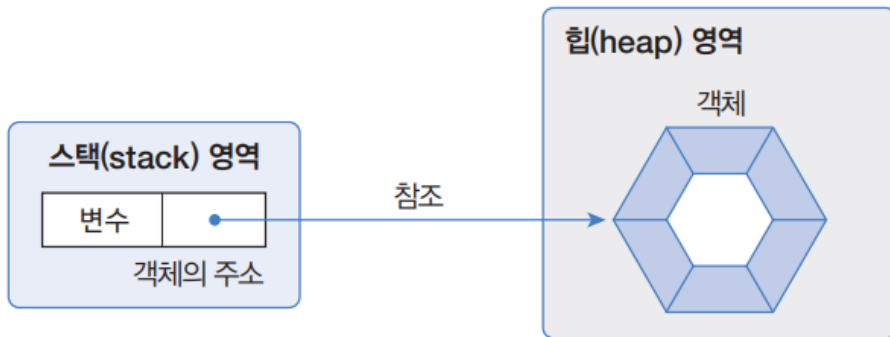 힙(heap) 영역
객체
스택(stack) 영역
변수
참조
객체의 주소